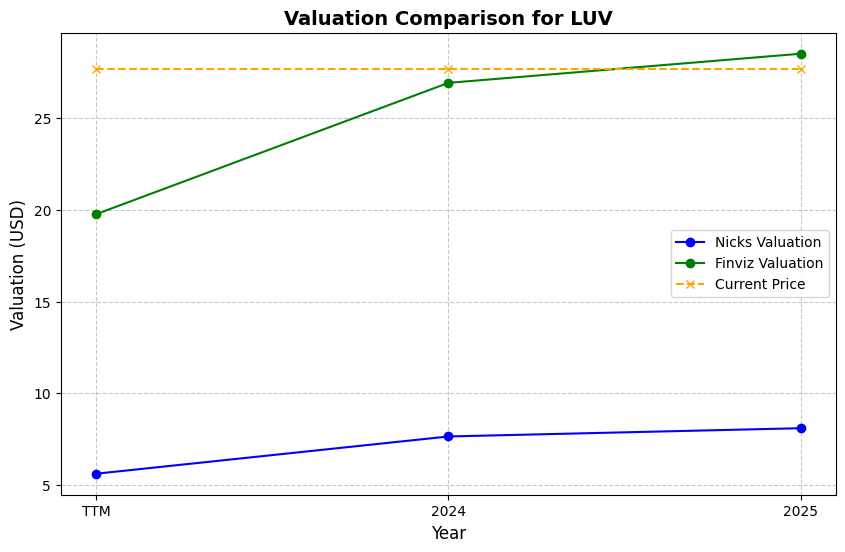 Valuation Comparison for LUV
Valuation (USD)
25
20
15
10
5
Nicks Valuation
Finviz Valuation
Current Price
TTM
2024
2025
Year